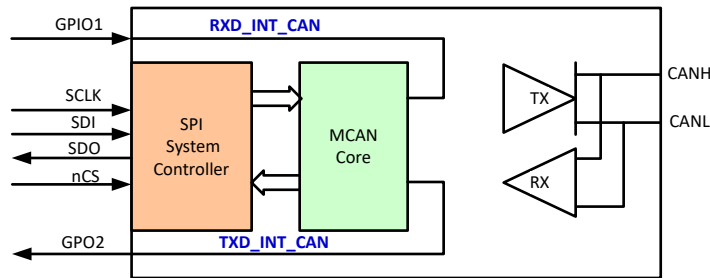 GPIO1
RXD_INT_CAN
SCLK
SDI
SDO
nCS
SPI
System
Controller
MCAN
Core
TX
RX
CANH
CANL
GPO2
TXD_INT_CAN